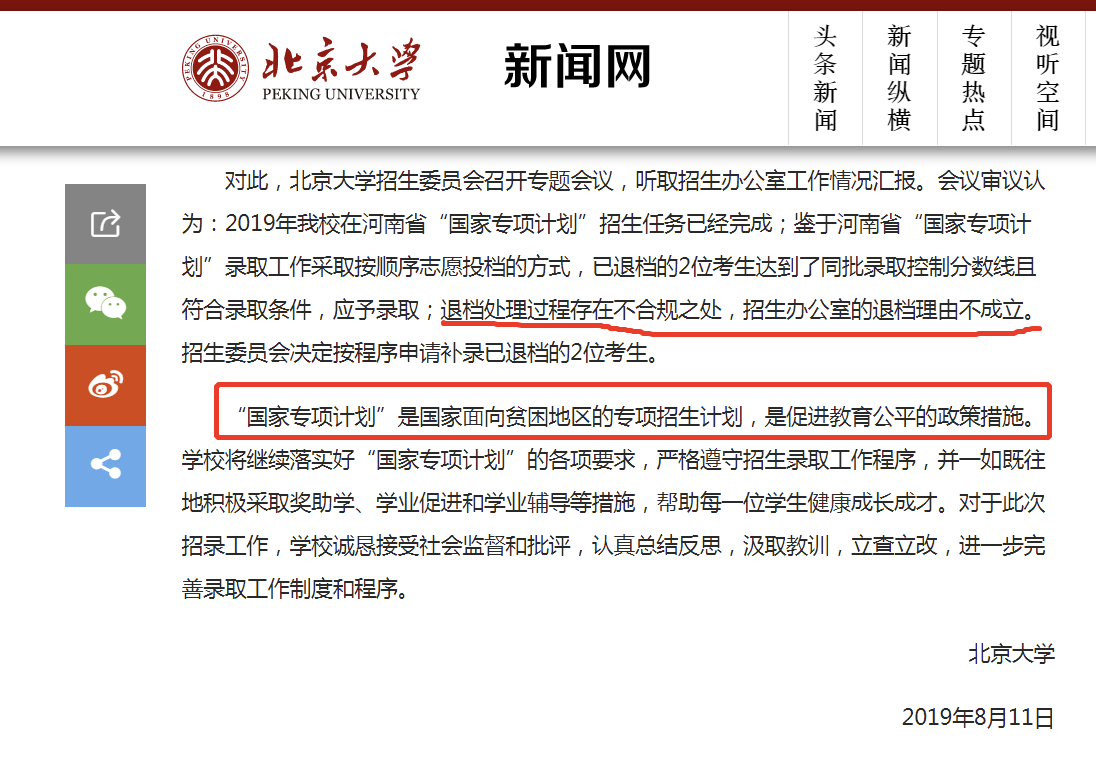 PEKING UNIVERSITY
1898
北京大学
PEKING UNIVERSITY
新闻网
头条新闻
新闻纵横
专题热点
视听空间
对此，北京大学招生委员会召开专题会议，听取招生办公室工作情况汇报。会议审议认
为：2019年我校在河南省“国家专项计划”招生任务已经完成；鉴于河南省“国家专项计
划”录取工作采取按顺序志愿投档的方式，已退档的2位考生达到了同批录取控制分数线且
符合录取条件，应予录取；退档处理过程存在不合规之处，招生办公室的退档理由不成立。
招生委员会决定按程序申请补录已退档的2位考生。
“国家专项计划”是国家面向贫困地区的专项招生计划，是促进教育公平的政策措施。
学校将继续落实好“国家专项计划”的各项要求，严格遵守招生录取工作程序，并一如既往
地积极采取奖助学、学业促进和学业辅导等措施，帮助每一位学生健康成长成才。对于此次
招录工作，学校诚恳接受社会监督和批评，认真总结反思，汲取教训，立查立改，进一步完
善录取工作制度和程序。
北京大学
2019年8月11日